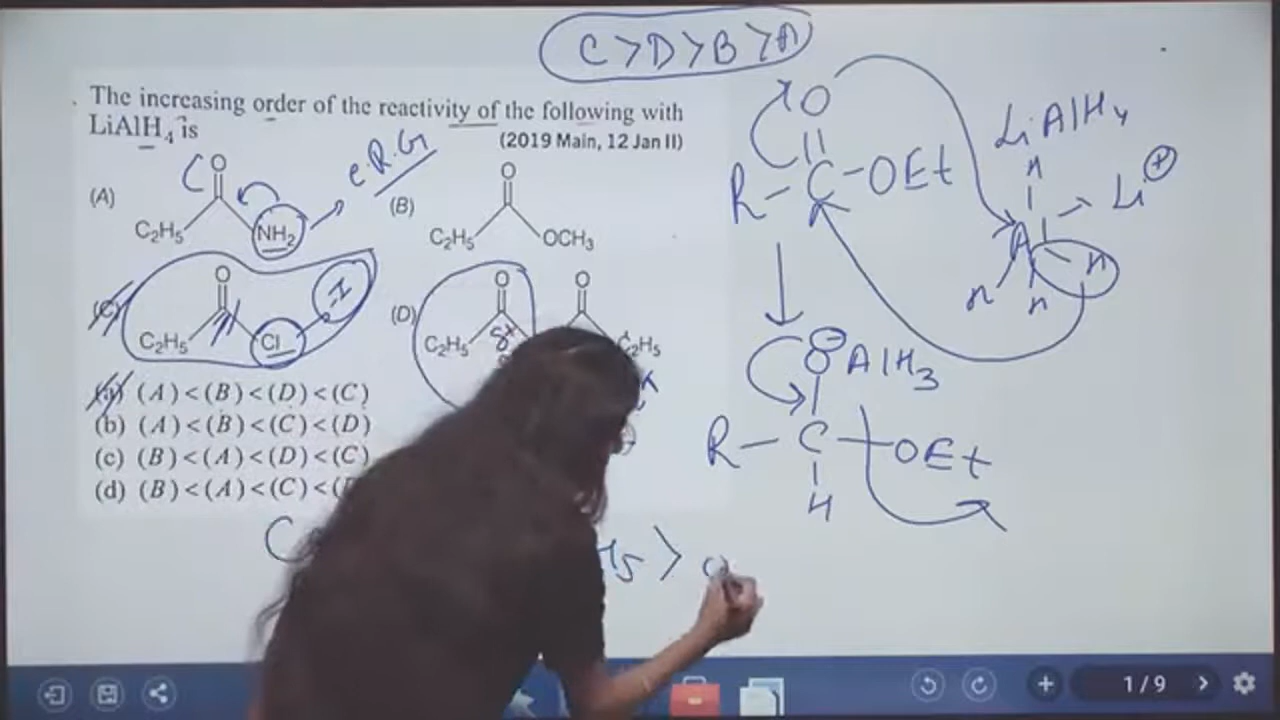 C > D > B > A
The increasing order of the reactivity of the following with
LiAlH4 is
(2019 Main, 12 Jan II)
e.R.G
(A)
O
C2H5
NH2
(B)
O
C2H5
OCH3
(C)
O
C2H5
Cl
-I
(D)
O
O
C2H5
δ+
C2H5
(a) (A)<(B)<(D)<(C)
(b) (A)<(B)<(C)<(D)
(c) (B)<(A)<(D)<(C)
(d) (B)<(A)<(C)<(
O
R - C - OEt
LiAlH4
H
Li+
Al
H
H
H
O- AlH3
R - C - OEt
H
H5 >
1/9